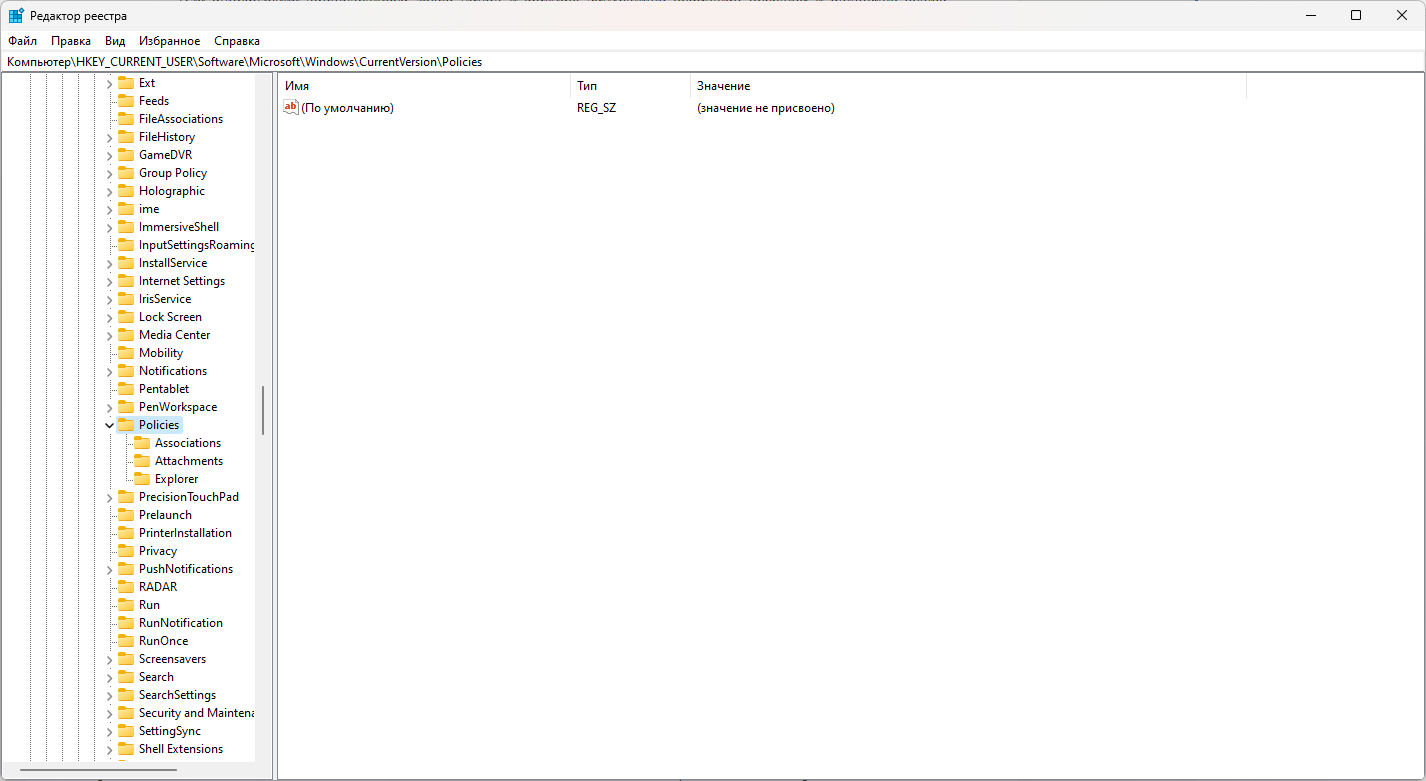 Редактор реестра
Файл Правка Вид Избранное Справка
Компьютер\HKEY_CURRENT_USER\Software\Microsoft\Windows\CurrentVersion\Policies
Ext
Feeds
FileAssociations
FileHistory
GameDVR
Group Policy
Holographic
ime
ImmersiveShell
InputSettingsRoaming
InstallService
Internet Settings
IrisService
Lock Screen
Media Center
Mobility
Notifications
Pentablet
PenWorkspace
Policies
Associations
Attachments
Explorer
PrecisionTouchPad
Prelaunch
PrinterInstallation
Privacy
PushNotifications
RADAR
Run
RunNotification
RunOnce
Screensavers
Search
SearchSettings
Security and Maintena
SettingSync
Shell Extensions
Имя Тип Значение
ab (По умолчанию) REG_SZ (значение не присвоено)